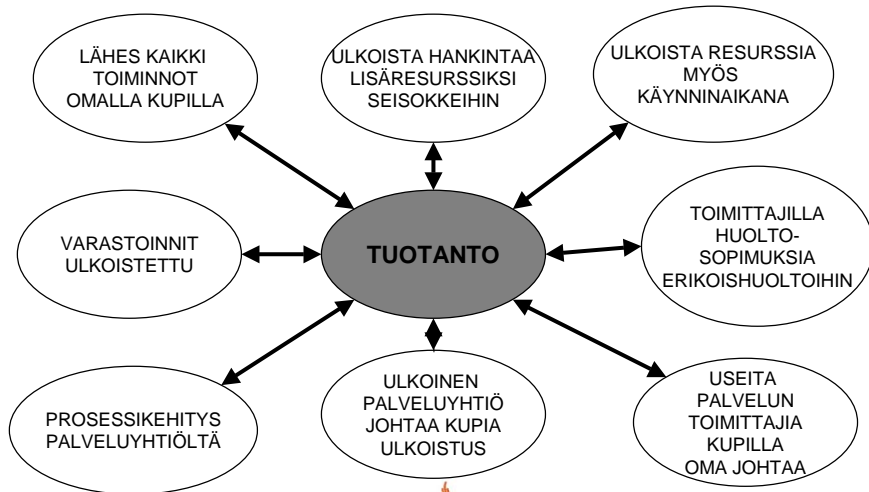 LÄHES KAIKKI
TOIMINNOT
OMALLA KUPILLA
ULKOISTA HANKINTAA
LISÄRESURSSIKSI
SEISOKKEIHIN
ULKOISTA RESURSSIA
MYÖS
KÄYNNINAIKANA
VARASTOINNIT
ULKOISTETTU
TUOTANTO
TOIMITTAJILLA
HUOLTO-
SOPIMUKSIA
ERIKOISHUOLTOIHIN
PROSESSIKEHITYS
PALVELUYHTIÖLTÄ
ULKOINEN
PALVELUYHTIÖ
JOHTAA KUPIA
ULKOISTUS
USEITA
PALVELUN
TOIMITTAJIA
KUPILLA
OMA JOHTAA